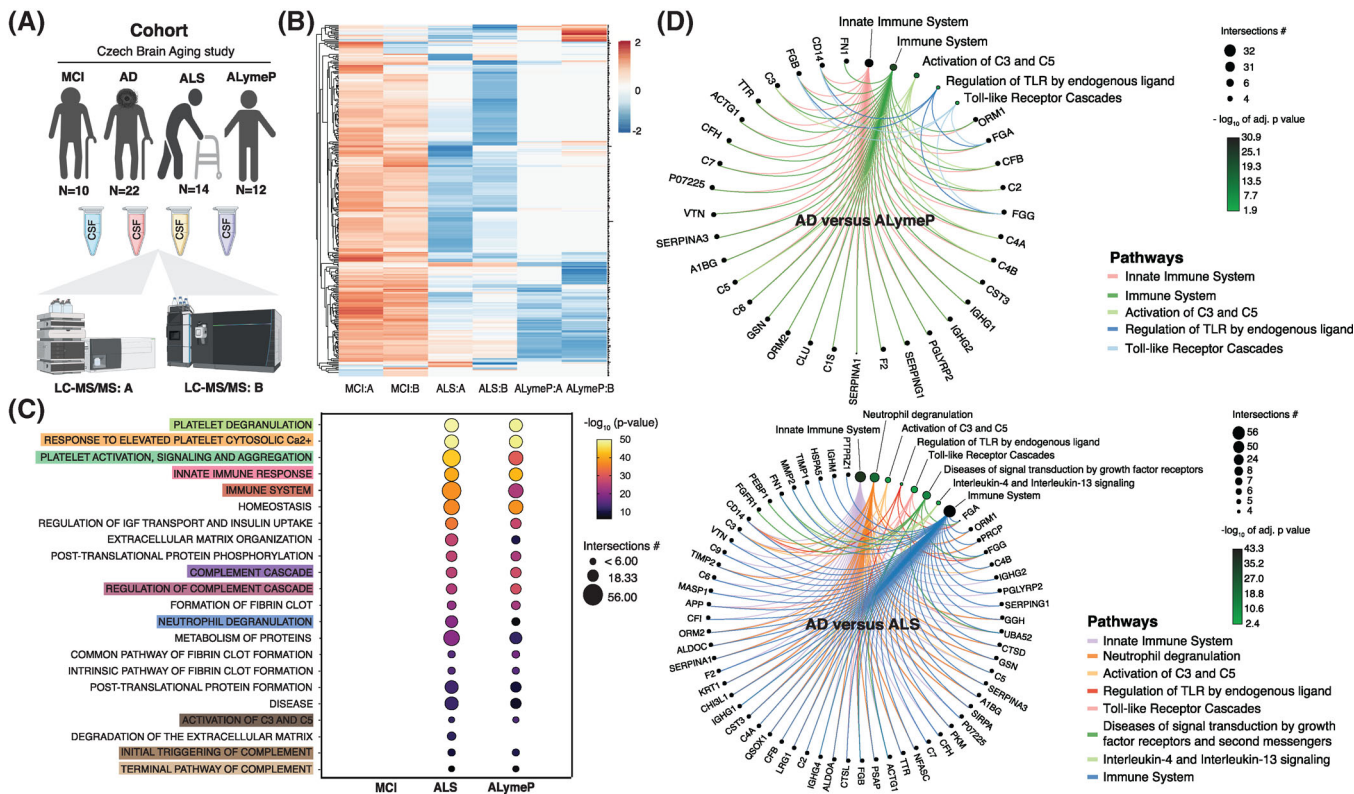 (A)
Cohort
Czech Brain Aging study
MCI AD ALS ALymeP
N=10 N=22 N=14 N=12
CSF CSF CSF CSF
LC-MS/MS: A LC-MS/MS: B
(B)
2
1
0
-1
-2
MCI:A MCI:B ALS:A ALS:B ALymeP:A ALymeP:B
(C)
PLATELET DEGRANULATION
RESPONSE TO ELEVATED PLATELET CYTOSOLIC Ca2+
PLATELET ACTIVATION, SIGNALING AND AGGREGATION
INNATE IMMUNE RESPONSE
IMMUNE SYSTEM
HOMEOSTASIS
REGULATION OF IGF TRANSPORT AND INSULIN UPTAKE
EXTRACELLULAR MATRIX ORGANIZATION
POST-TRANSLATIONAL PROTEIN PHOSPHORYLATION
COMPLEMENT CASCADE
REGULATION OF COMPLEMENT CASCADE
FORMATION OF FIBRIN CLOT
NEUTROPHIL DEGRANULATION
METABOLISM OF PROTEINS
COMMON PATHWAY OF FIBRIN CLOT FORMATION
INTRINSIC PATHWAY OF FIBRIN CLOT FORMATION
POST-TRANSLATIONAL PROTEIN FORMATION
DISEASE
ACTIVATION OF C3 AND C5
DEGRADATION OF THE EXTRACELLULAR MATRIX
INITIAL TRIGGERING OF COMPLEMENT
TERMINAL PATHWAY OF COMPLEMENT
MCI ALS ALymeP
-log10 (p-value)
50
40
30
20
10
Intersections #
< 6.00
18.33
56.00
(D)
Innate Immune System
Immune System
Activation of C3 and C5
Regulation of TLR by endogenous ligand
Toll-like Receptor Cascades
ORM1
FGA
CFB
C2
FGG
C4A
C4B
CST3
IGHG1
IGHG2
PGLYRP2
SERPING1
F2
SERPINA1
C1S
CLU
ORM2
GSN
C6
C5
A1BG
SERPINA3
VTN
P07225
C7
CFH
ACTG1
TTR
C3
FGB
CD14
FN1
AD versus ALymeP
Intersections #
32
31
6
4
- log10 of adj. p value
30.9
25.1
19.3
13.5
7.7
1.9
Pathways
Innate Immune System
Immune System
Activation of C3 and C5
Regulation of TLR by endogenous ligand
Toll-like Receptor Cascades
Neutrophil degranulation
Innate Immune System
Activation of C3 and C5
Regulation of TLR by endogenous ligand
Toll-like Receptor Cascades
Diseases of signal transduction by growth factor receptors
Interleukin-4 and Interleukin-13 signaling
Immune System
FGA
ORM1
PRCP
FGG
C4B
IGHG2
PGLYRP2
SERPING1
GGH
UBA52
CTSD
GSN
C5
SERPINA3
A1BG
SIRPA
P07225
PKM
CFH
C7
NFASC
TTR
ACTG1
PSAP
FGB
CTSL
ALDOA
IGHG4
C2
LRG1
CFB
QSOX1
C4A
CST3
IGHG1
CHI3L1
KRT1
F2
SERPINA1
ALDOC
ORM2
CFI
APP
MASP1
C6
TIMP2
C9
VTN
C3
CD14
FGFR1
PEBP1
FN1
MMP2
TIMP1
HSPA5
IGHM
PTPRZ1
AD versus ALS
Intersections #
56
50
24
8
7
6
5
4
-log10 of adj. p value
43.3
35.2
27.0
18.8
10.6
2.4
Pathways
Innate Immune System
Neutrophil degranulation
Activation of C3 and C5
Regulation of TLR by endogenous ligand
Toll-like Receptor Cascades
Diseases of signal transduction by growth
factor receptors and second messengers
Interleukin-4 and Interleukin-13 signaling
Immune System